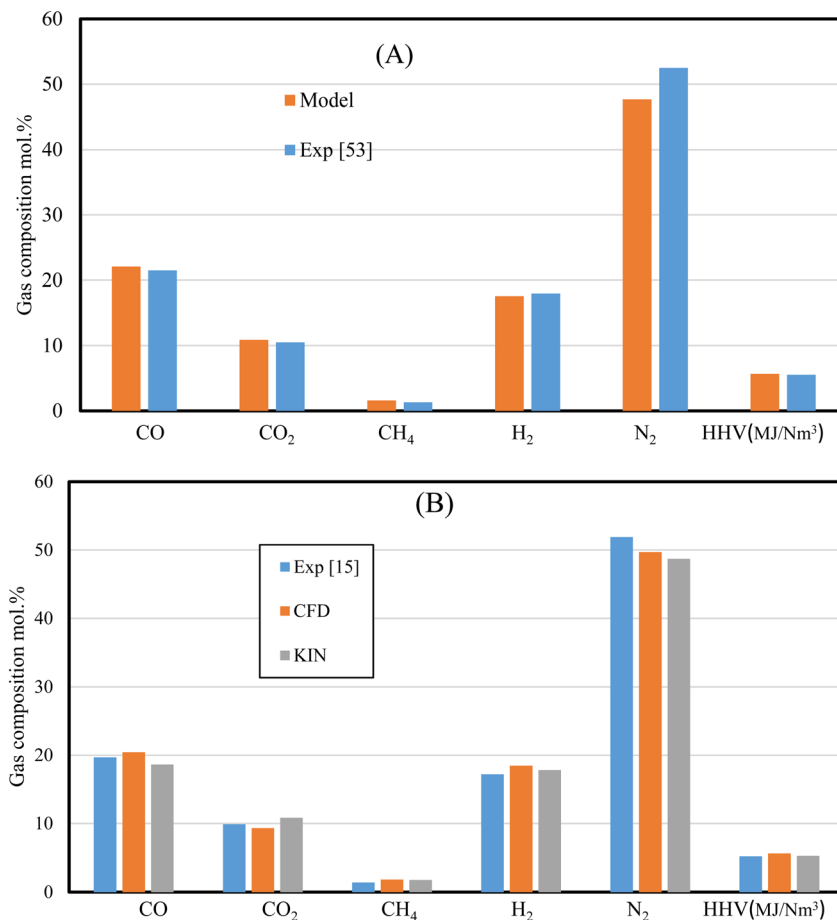 (A)
Gas composition mol.%
60
50
40
30
20
10
0
Model
Exp [53]
CO CO₂ CH₄ H₂ N₂ HHV(MJ/Nm³)
(B)
Gas composition mol.%
60
50
40
30
20
10
0
Exp [15]
CFD
KIN
CO CO₂ CH₄ H₂ N₂ HHV(MJ/Nm³)